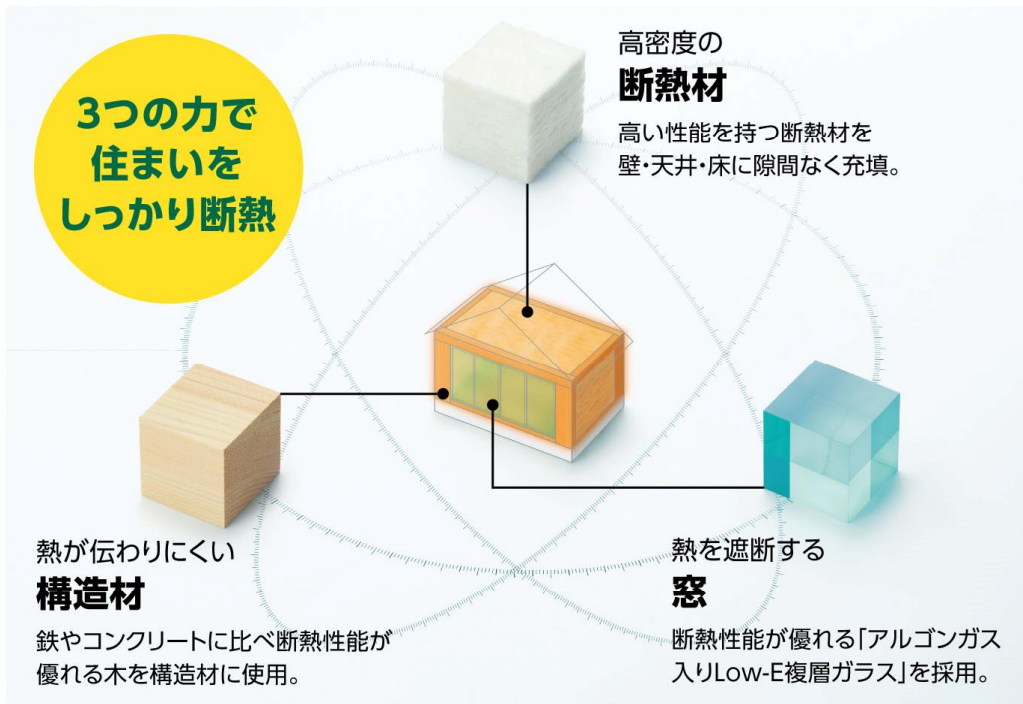 3つの力で
住まいを
しっかり断熱
高密度の
断熱材
高い性能を持つ断熱材を
壁・天井・床に隙間なく充填。
熱が伝わりにくい
構造材
鉄やコンクリートに比べ断熱性能が
優れる木を構造材に使用。
熱を遮断する
窓
断熱性能が優れる「アルゴンガス
入りLow-E複層ガラス」を採用。